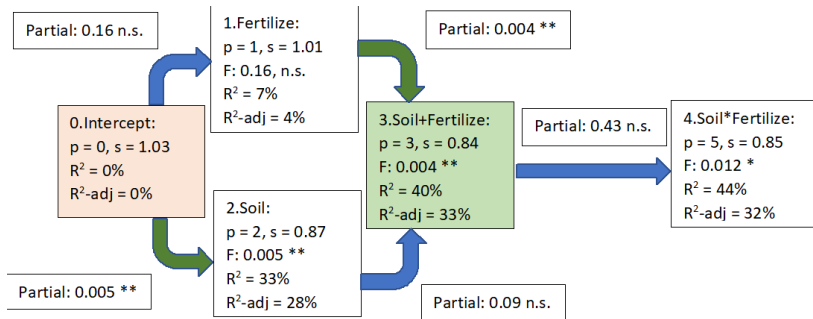 Partial: 0.16 n.s.
1.Fertilize:
p = 1, s = 1.01
F: 0.16, n.s.
R² = 7%
R²-adj = 4%
Partial: 0.004 **
0.Intercept:
p = 0, s = 1.03
R² = 0%
R²-adj = 0%
3.Soil+Fertilize:
p = 3, s = 0.84
F: 0.004 **
R² = 40%
R²-adj = 33%
Partial: 0.43 n.s.
4.Soil*Fertilize:
p = 5, s = 0.85
F: 0.012 *
R² = 44%
R²-adj = 32%
2.Soil:
p = 2, s = 0.87
F: 0.005 **
R² = 33%
R²-adj = 28%
Partial: 0.005 **
Partial: 0.09 n.s.